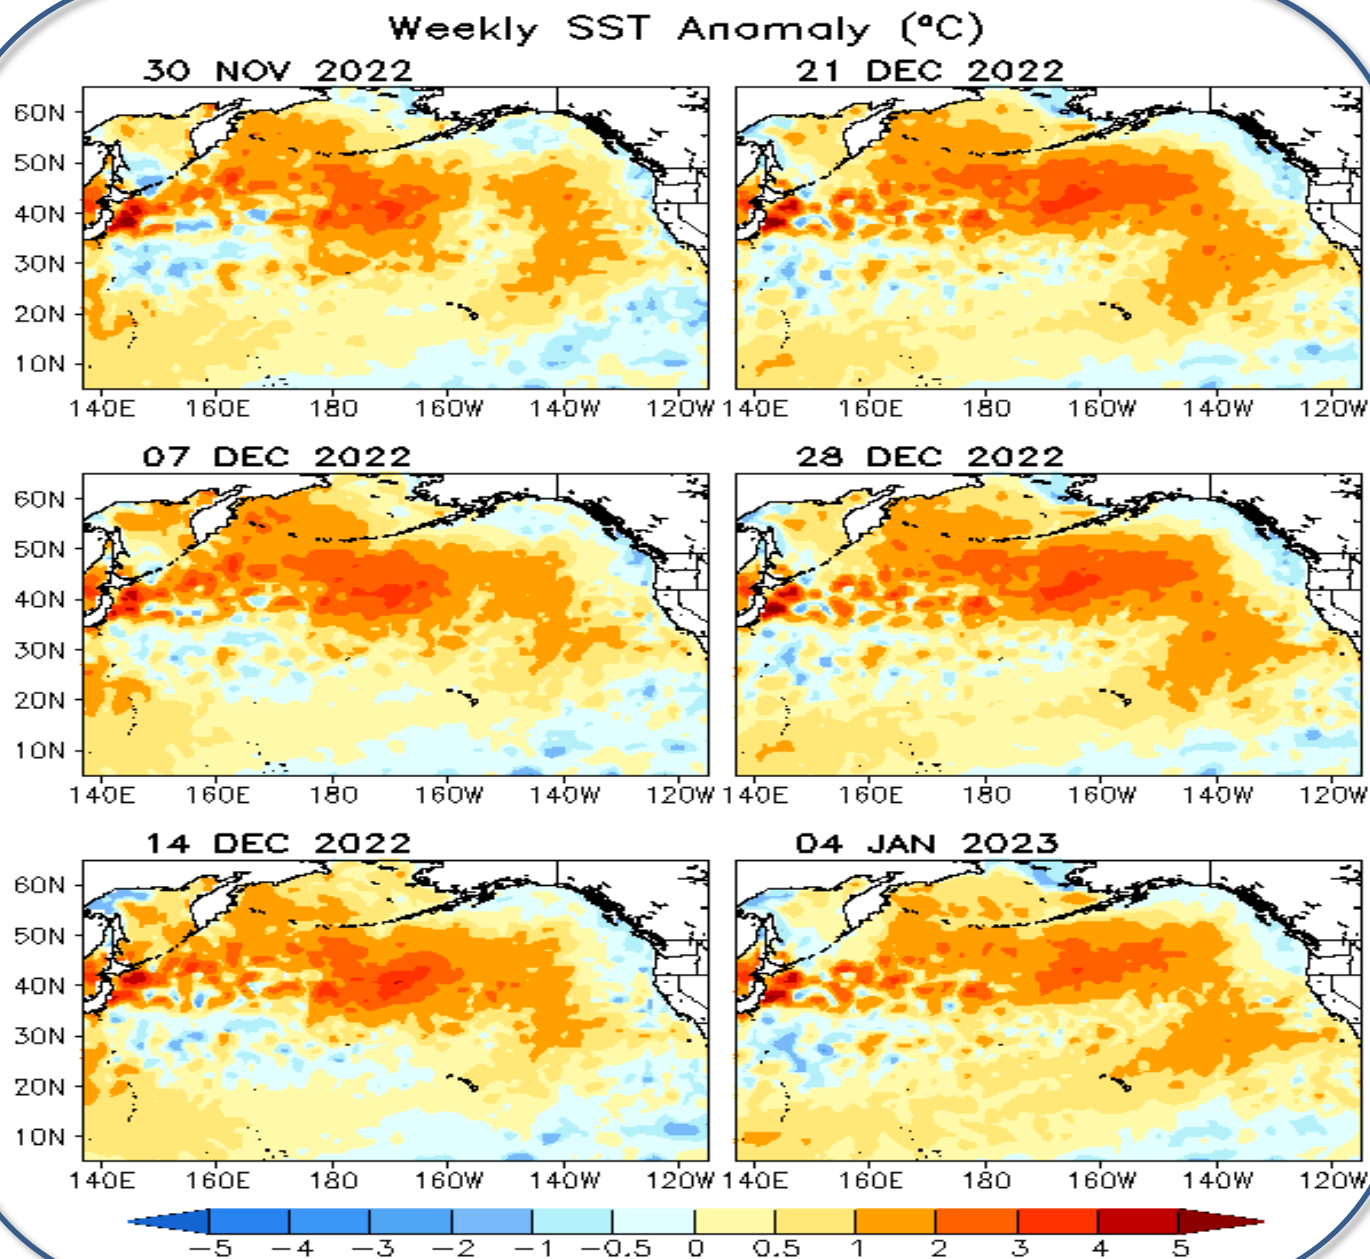 Weekly SST Anomaly (ºC)
30 NOV 2022
60N
50N
40N
30N
20N
10N
140E 160E 180 160W 140W 120W
21 DEC 2022
140E 160E 180 160W 140W 120W
07 DEC 2022
60N
50N
40N
30N
20N
10N
140E 160E 180 160W 140W 120W
28 DEC 2022
140E 160E 180 160W 140W 120W
14 DEC 2022
60N
50N
40N
30N
20N
10N
140E 160E 180 160W 140W 120W
04 JAN 2023
140E 160E 180 160W 140W 120W
−5 −4 −3 −2 −1 −0.5 0 0.5 1 2 3 4 5